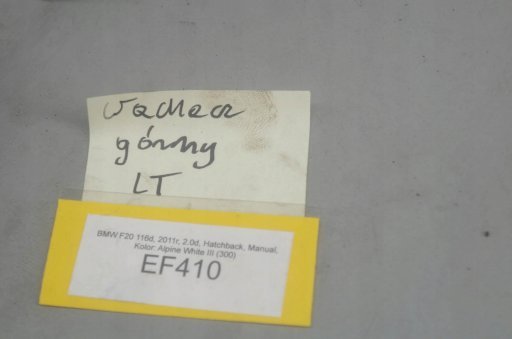 Wahacz
górny
LT
BMW F20 116d, 2011r, 2.0d, Hatchback, Manual,
Kolor: Alpine White III (300)
EF410